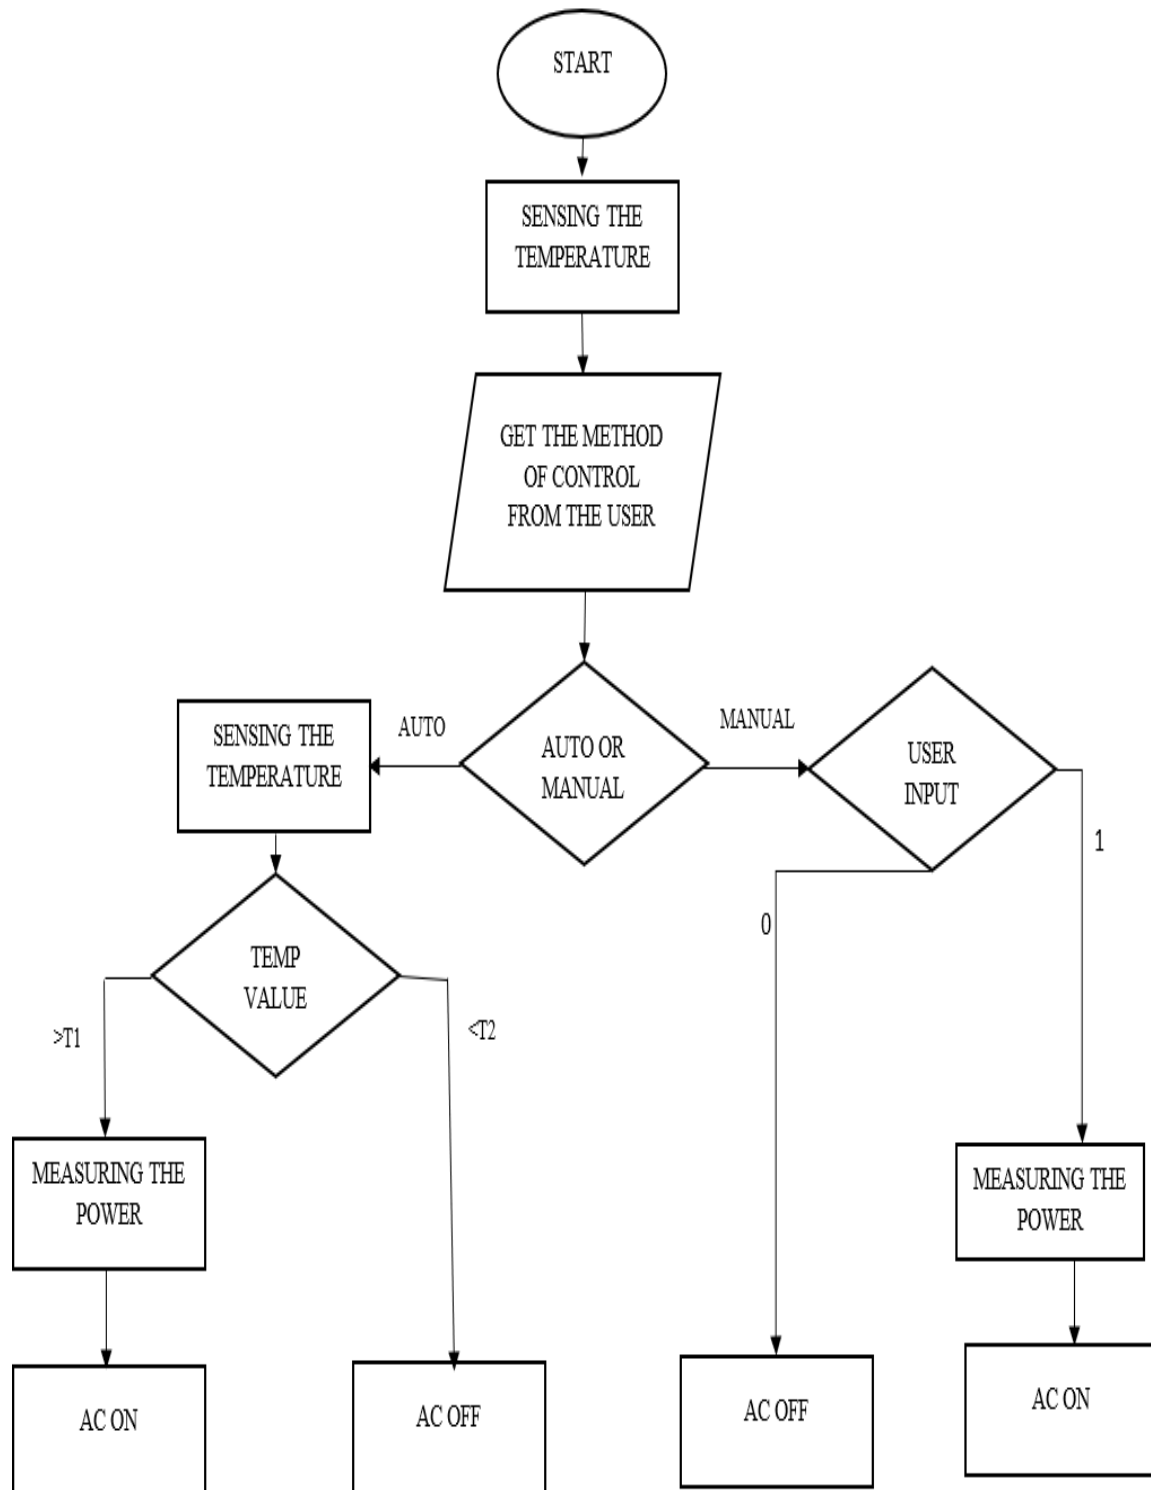 START
SENSING THE
TEMPERATURE
GET THE METHOD
OF CONTROL
FROM THE USER
AUTO OR
MANUAL
AUTO
MANUAL
SENSING THE
TEMPERATURE
USER
INPUT
1
0
TEMP
VALUE
>T1
<T2
MEASURING THE
POWER
MEASURING THE
POWER
AC ON
AC OFF
AC OFF
AC ON